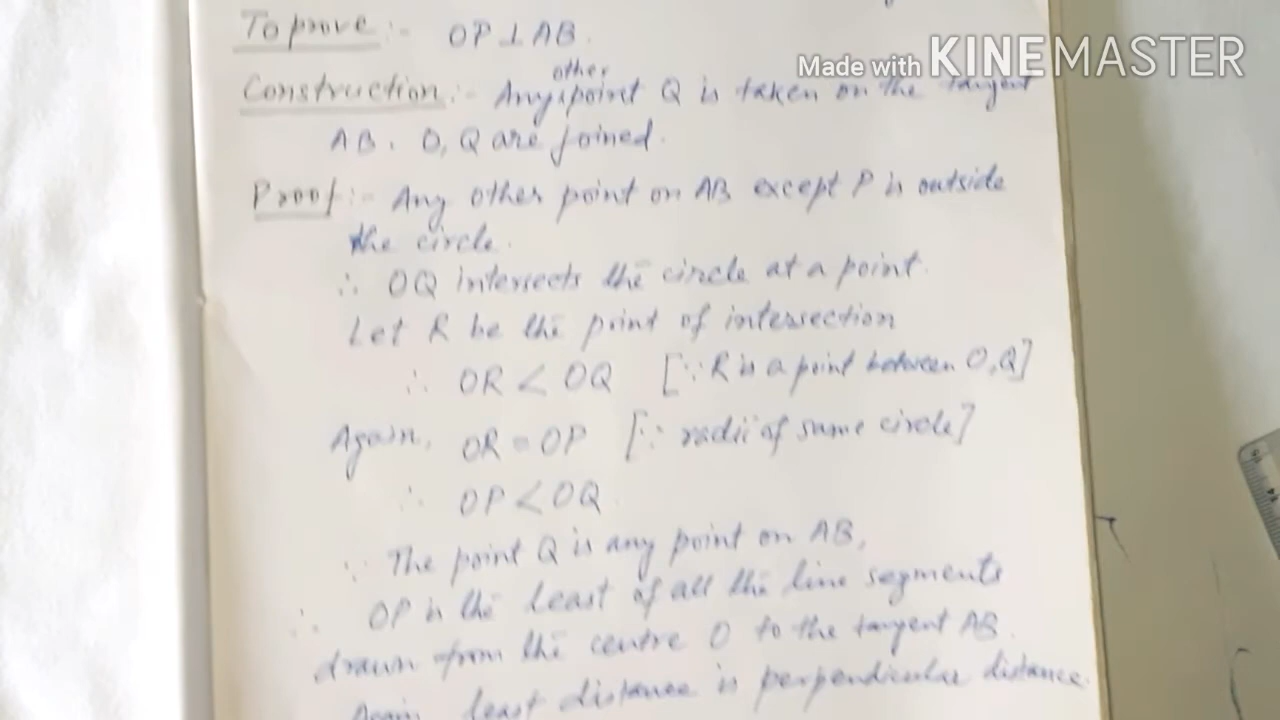 To prove :- OP ⊥ AB.
Made with KINEMASTER
Construction :- Any other point Q is taken on the tangent
AB. O, Q are joined.
Proof :- Any other point on AB except P is outside
the circle.
∴ OQ intersects the circle at a point.
Let R be the point of intersection
∴ OR < OQ [∵ R is a point between O, Q]
Again, OR = OP [∵ radii of same circle]
∴ OP < OQ.
∵ The point Q is any point on AB,
∴ OP is the least of all the line segments
drawn from the centre O to the tangent AB.
Again least distance is perpendicular distance.